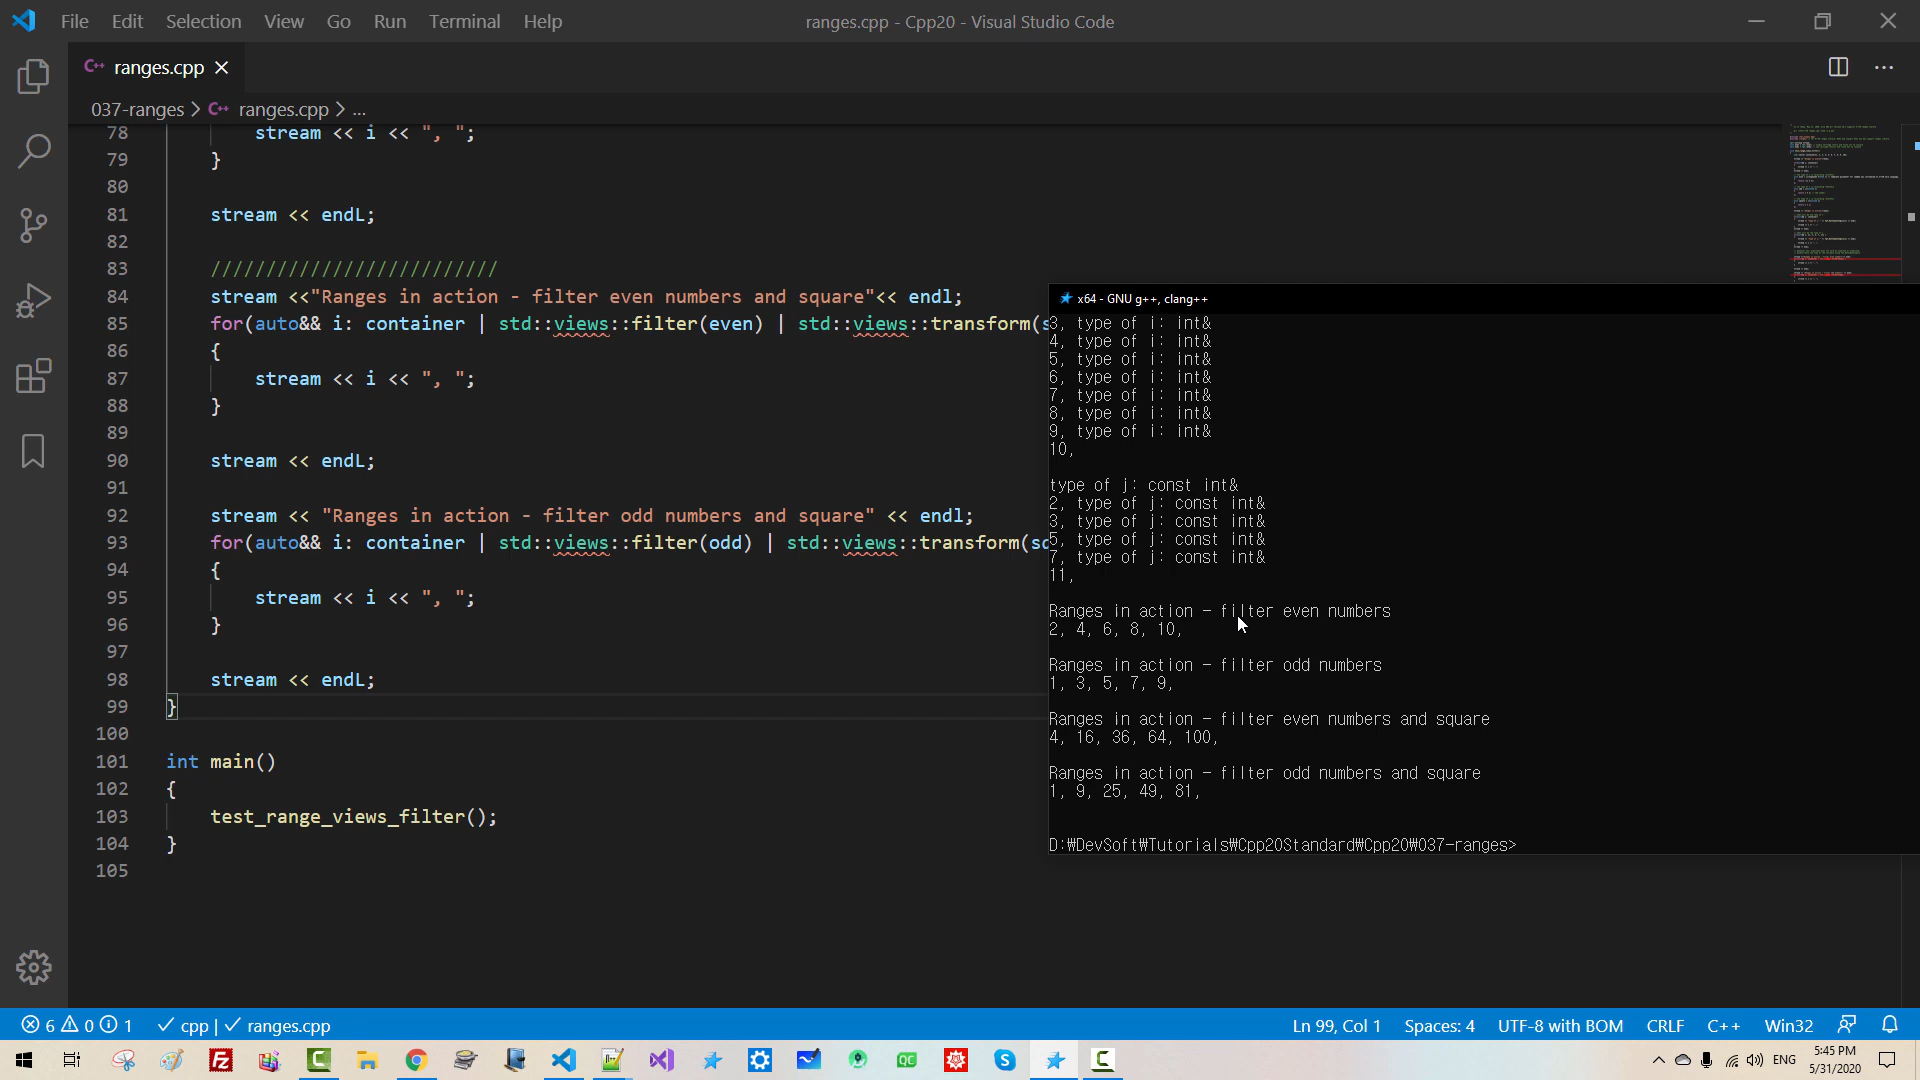 File Edit Selection View Go Run Terminal Help
ranges.cpp - Cpp20 - Visual Studio Code
C++ ranges.cpp
037-ranges > C++ ranges.cpp > ...
78 stream << i << ", ";
79 }
80
81 stream << endL;
82
83 //////////////////////////
84 stream <<"Ranges in action - filter even numbers and square"<< endl;
85 for(auto&& i: container | std::views::filter(even) | std::views::transform(s
86 {
87 stream << i << ", ";
88 }
89
90 stream << endL;
91
92 stream << "Ranges in action - filter odd numbers and square" << endl;
93 for(auto&& i: container | std::views::filter(odd) | std::views::transform(sq
94 {
95 stream << i << ", ";
96 }
97
98 stream << endL;
99 }
100
101 int main()
102 {
103 test_range_views_filter();
104 }
105
x64 - GNU g++, clang++
3, type of i: int&
4, type of i: int&
5, type of i: int&
6, type of i: int&
7, type of i: int&
8, type of i: int&
9, type of i: int&
10,
type of j: const int&
2, type of j: const int&
3, type of j: const int&
5, type of j: const int&
7, type of j: const int&
11,
Ranges in action - filter even numbers
2, 4, 6, 8, 10,
Ranges in action - filter odd numbers
1, 3, 5, 7, 9,
Ranges in action - filter even numbers and square
4, 16, 36, 64, 100,
Ranges in action - filter odd numbers and square
1, 9, 25, 49, 81,
D:₩DevSoft₩Tutorials₩Cpp20Standard₩Cpp20₩037-ranges>
6 0 1 cpp | ranges.cpp
Ln 99, Col 1 Spaces: 4 UTF-8 with BOM CRLF C++ Win32
ENG
5:45 PM
5/31/2020